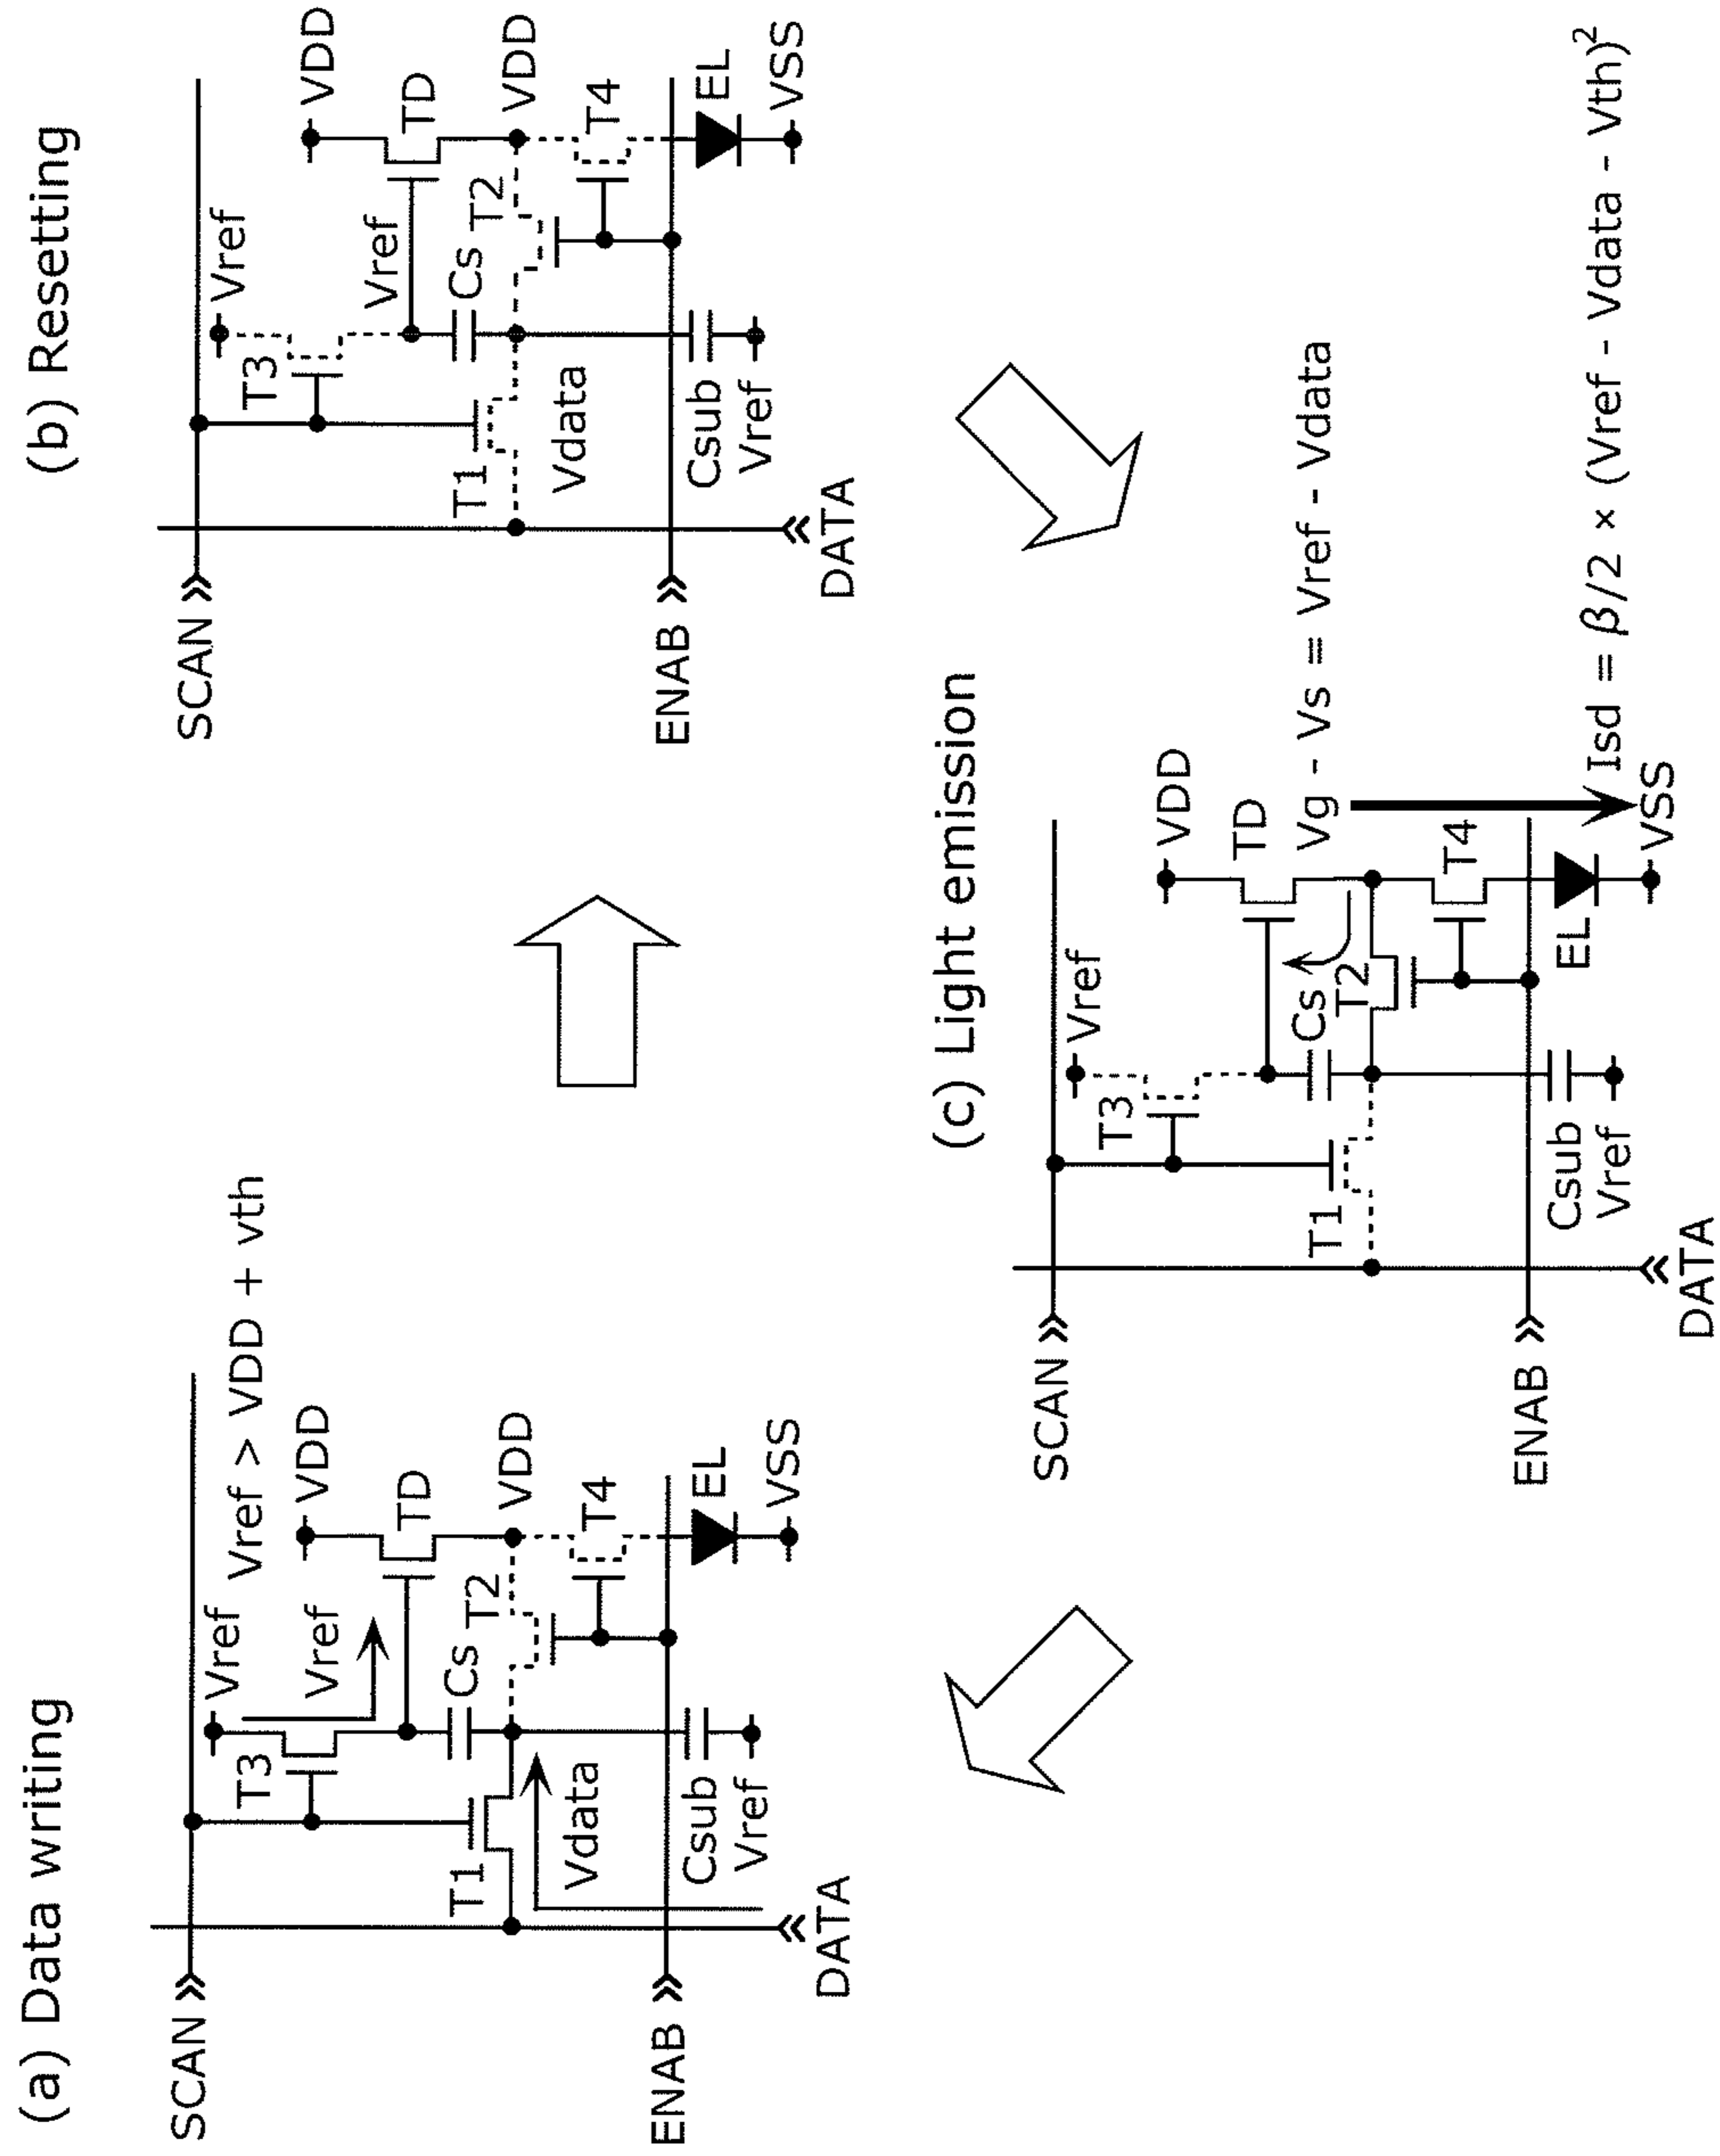 (a) Data writing
SCAN
Vref
Vref > VDD + vth
T3
Vref
VDD
TD
T1
Cs
T2
VDD
Vdata
T4
ENAB
Csub
Vref
EL
VSS
DATA
(b) Resetting
SCAN
Vref
VDD
T3
Vref
TD
T1
Cs
T2
VDD
Vdata
T4
ENAB
Csub
Vref
EL
VSS
DATA
(c) Light emission
SCAN
Vref
VDD
T3
TD
T1
Cs
T2
Vg - Vs = Vref - Vdata
T4
ENAB
Csub
Vref
EL
VSS
Isd = β/2 × (Vref - Vdata - Vth)²
DATA